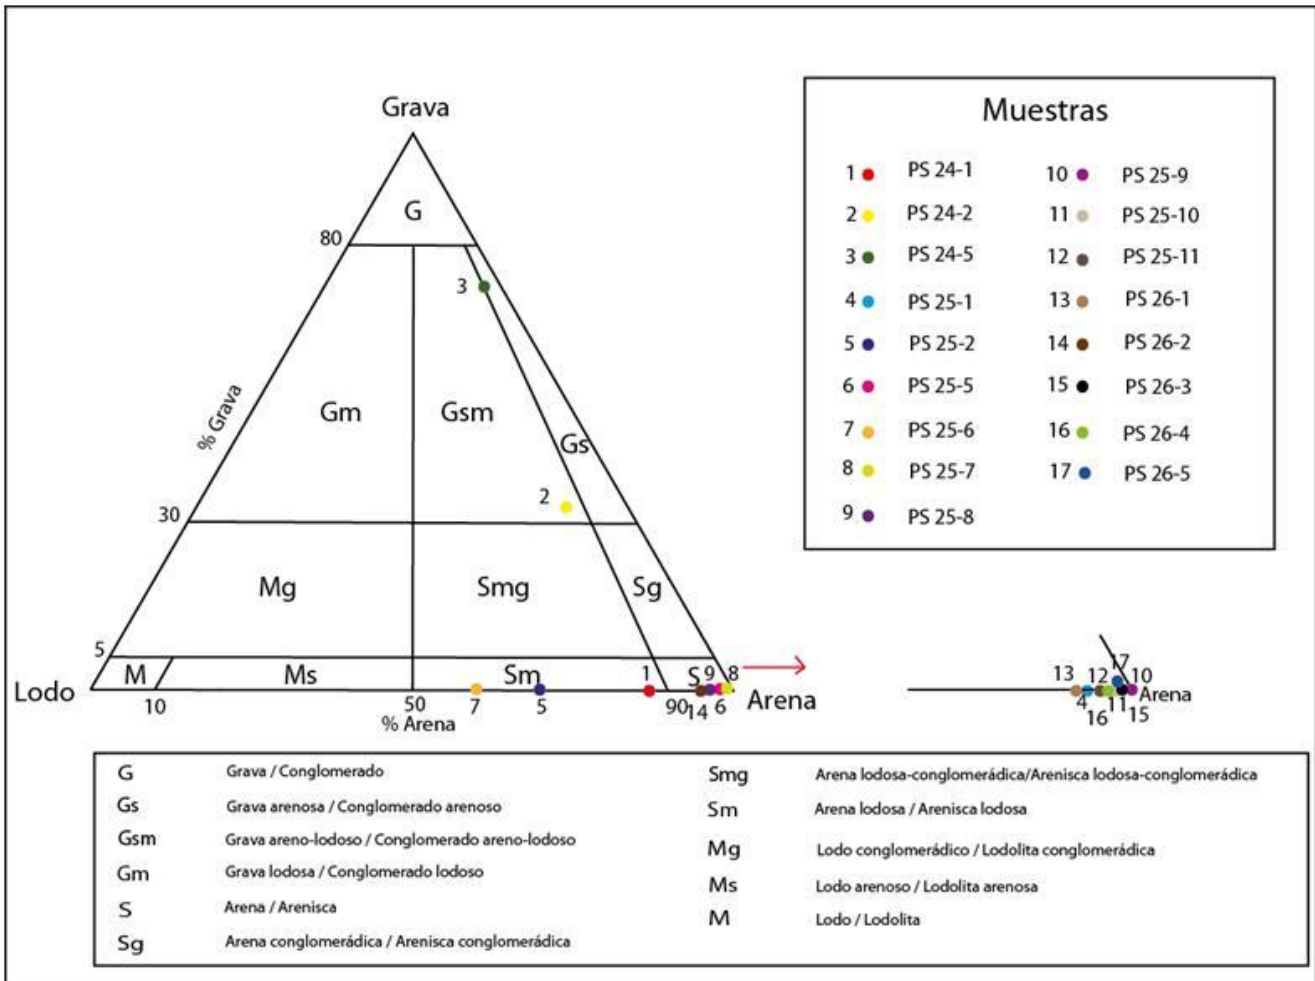 Grava
G
80
3
% Grava
Gm
Gsm
Gs
2
30
Mg
Smg
Sg
5
M
Ms
Sm
1
S
9
8
Lodo
Arena
10
50
7
5
90
14
6
% Arena
Muestras
1 PS 24-1
2 PS 24-2
3 PS 24-5
4 PS 25-1
5 PS 25-2
6 PS 25-5
7 PS 25-6
8 PS 25-7
9 PS 25-8
10 PS 25-9
11 PS 25-10
12 PS 25-11
13 PS 26-1
14 PS 26-2
15 PS 26-3
16 PS 26-4
17 PS 26-5
17
13 12 10
Arena
4 11
16 15
G Grava / Conglomerado
Gs Grava arenosa / Conglomerado arenoso
Gsm Grava areno-lodoso / Conglomerado areno-lodoso
Gm Grava lodosa / Conglomerado lodoso
S Arena / Arenisca
Sg Arena conglomerádica / Arenisca conglomerádica
Smg Arena lodosa-conglomerádica/Arenisca lodosa-conglomerádica
Sm Arena lodosa / Arenisca lodosa
Mg Lodo conglomerádico / Lodolita conglomerádica
Ms Lodo arenoso / Lodolita arenosa
M Lodo / Lodolita